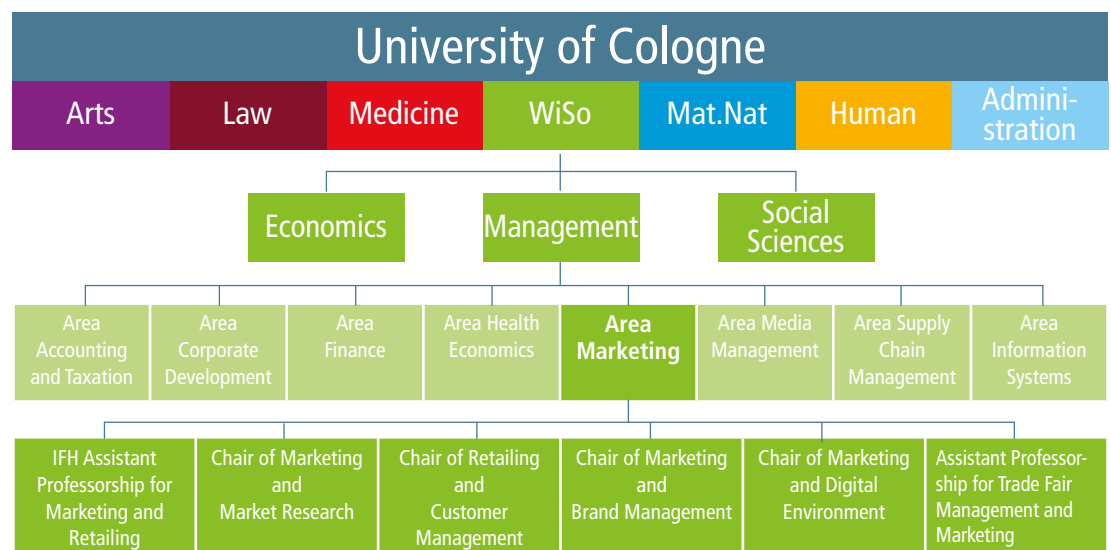 University of Cologne
Arts
Law
Medicine
WiSo
Mat.Nat
Human
Admini-
stration
Economics
Management
Social
Sciences
Area
Accounting
and Taxation
Area
Corporate
Development
Area
Finance
Area Health
Economics
Area
Marketing
Area Media
Management
Area Supply
Chain
Management
Area
Information
Systems
IFH Assistant
Professorship for
Marketing and
Retailing
Chair of Marketing
and
Market Research
Chair of Retailing
and
Customer
Management
Chair of Marketing
and
Brand Management
Chair of Marketing
and Digital
Environment
Assistant Professor-
ship for Trade Fair
Management and
Marketing